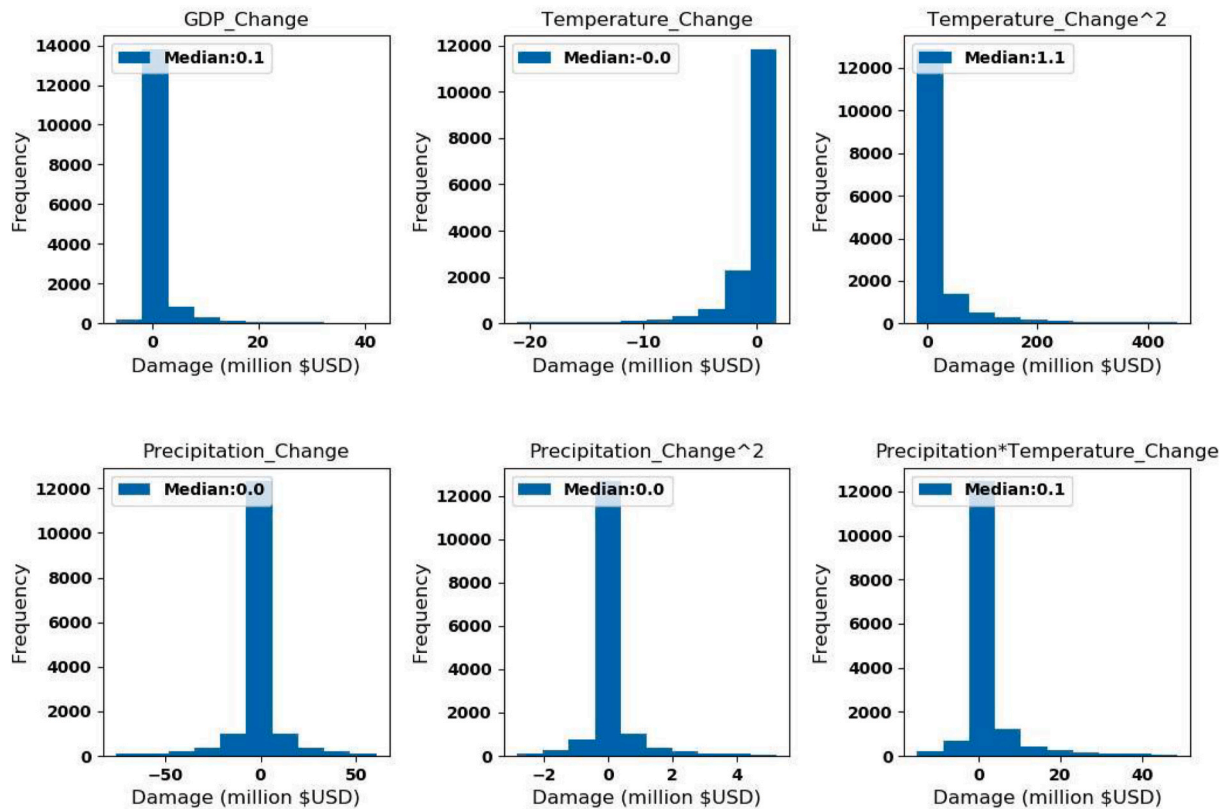 GDP_Change
Median:0.1
14000
12000
10000
8000
6000
4000
2000
0
Frequency
0
20
40
Damage (million $USD)
Temperature_Change
Median:-0.0
12000
10000
8000
6000
4000
2000
0
Frequency
−20
−10
0
Damage (million $USD)
Temperature_Change^2
Median:1.1
12000
10000
8000
6000
4000
2000
0
Frequency
0
200
400
Damage (million $USD)
Precipitation_Change
Median:0.0
12000
10000
8000
6000
4000
2000
0
Frequency
−50
0
50
Damage (million $USD)
Precipitation_Change^2
Median:0.0
12000
10000
8000
6000
4000
2000
0
Frequency
−2
0
2
4
Damage (million $USD)
Precipitation*Temperature_Change
Median:0.1
12000
10000
8000
6000
4000
2000
0
Frequency
0
20
40
Damage (million $USD)